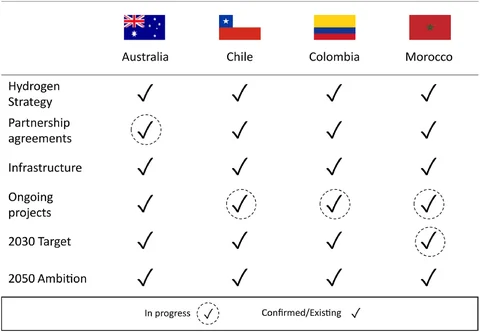 Australia Chile Colombia Morocco
Hydrogen
Strategy
Partnership
agreements
Infrastructure
Ongoing
projects
2030 Target
2050 Ambition
In progress Confirmed/Existing